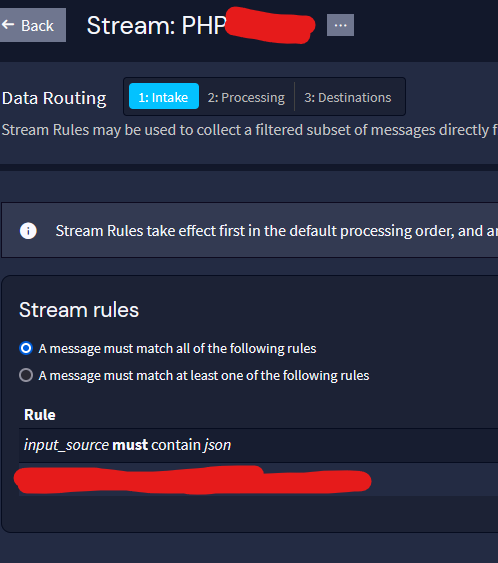 ← Back
Stream: PHP
...
Data Routing
1: Intake
2: Processing
3: Destinations
Stream Rules may be used to collect a filtered subset of messages directly f
Stream Rules take effect first in the default processing order, and a
Stream rules
A message must match all of the following rules
A message must match at least one of the following rules
Rule
input_source must contain json